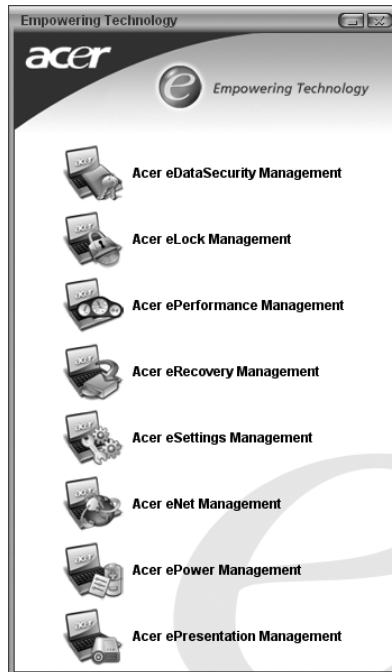 Empowering Technology
acer
e Empowering Technology
Acer eDataSecurity Management
Acer eLock Management
Acer ePerformance Management
Acer eRecovery Management
Acer eSettings Management
Acer eNet Management
Acer ePower Management
Acer ePresentation Management